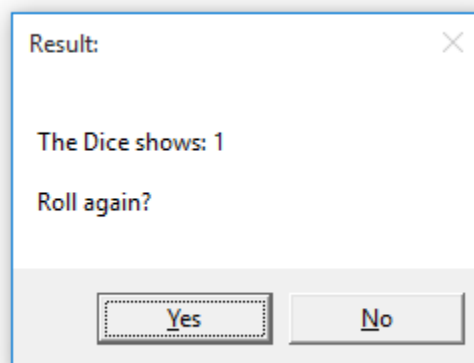 Result:
The Dice shows: 1
Roll again?
Yes No